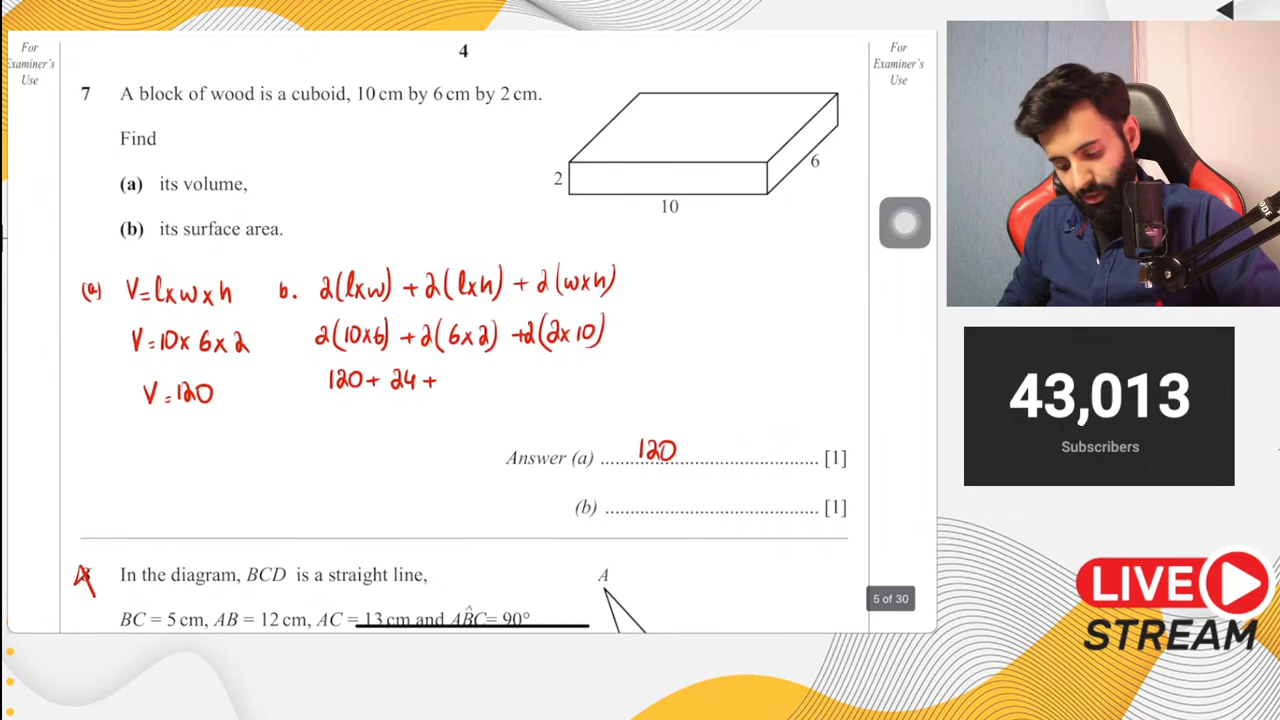 For
Examiner's
Use
4
For
Examiner's
Use
7 A block of wood is a cuboid, 10 cm by 6 cm by 2 cm.
Find
(a) its volume,
(b) its surface area.
2
6
10
(a) V=l×w×h
V=10×6×2
V=120
b. 2(l×w)+2(l×h)+2(w×h)
2(10×6)+2(6×2)+2(2×10)
120+24+
Answer (a) 120 [1]
(b) [1]
In the diagram, BCD is a straight line,
A
BC = 5 cm, AB = 12 cm, AC = 13 cm and AB̂C = 90°
5 of 30
43,013
Subscribers
LIVE
STREAM